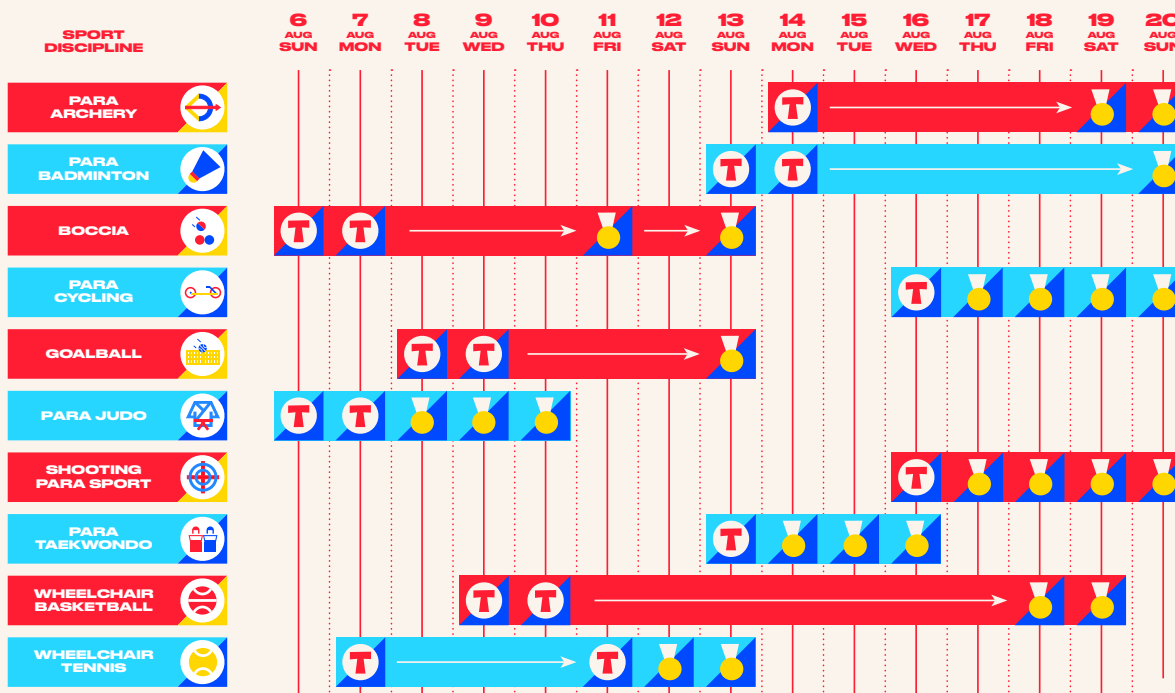 SPORT
DISCIPLINE
6
AUG
SUN
7
AUG
MON
8
AUG
TUE
9
AUG
WED
10
AUG
THU
11
AUG
FRI
12
AUG
SAT
13
AUG
SUN
14
AUG
MON
15
AUG
TUE
16
AUG
WED
17
AUG
THU
18
AUG
FRI
19
AUG
SAT
20
AUG
SUN
PARA
ARCHERY
T
PARA
BADMINTON
T T
BOCCIA
T T
PARA
CYCLING
T
GOALBALL
T T
PARA JUDO
T T
SHOOTING
PARA SPORT
T
PARA
TAEKWONDO
T
WHEELCHAIR
BASKETBALL
T T
WHEELCHAIR
TENNIS
T T